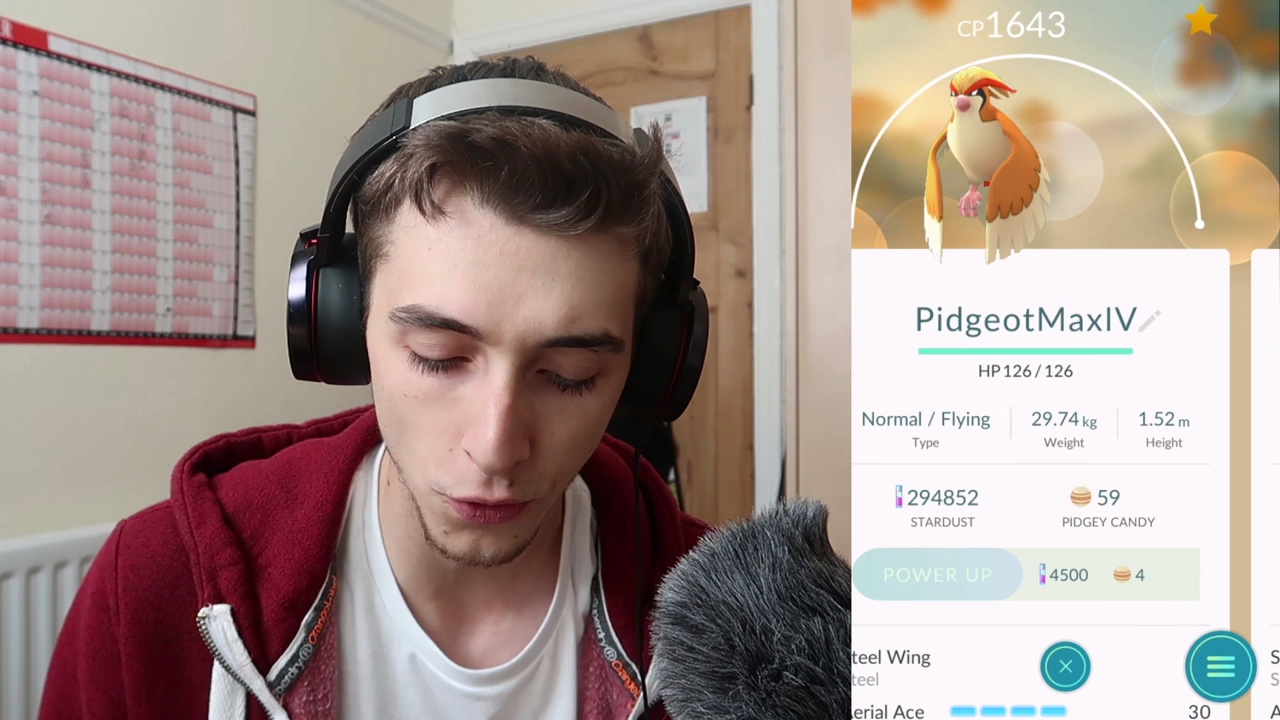 CP1643
PidgeotMaxIV
HP 126 / 126
Normal / Flying
29.74 kg
1.52 m
Type
Weight
Height
294852
59
STARDUST
PIDGEY CANDY
POWER UP
4500
4
teel Wing
teel
S
S
erial Ace
30
A